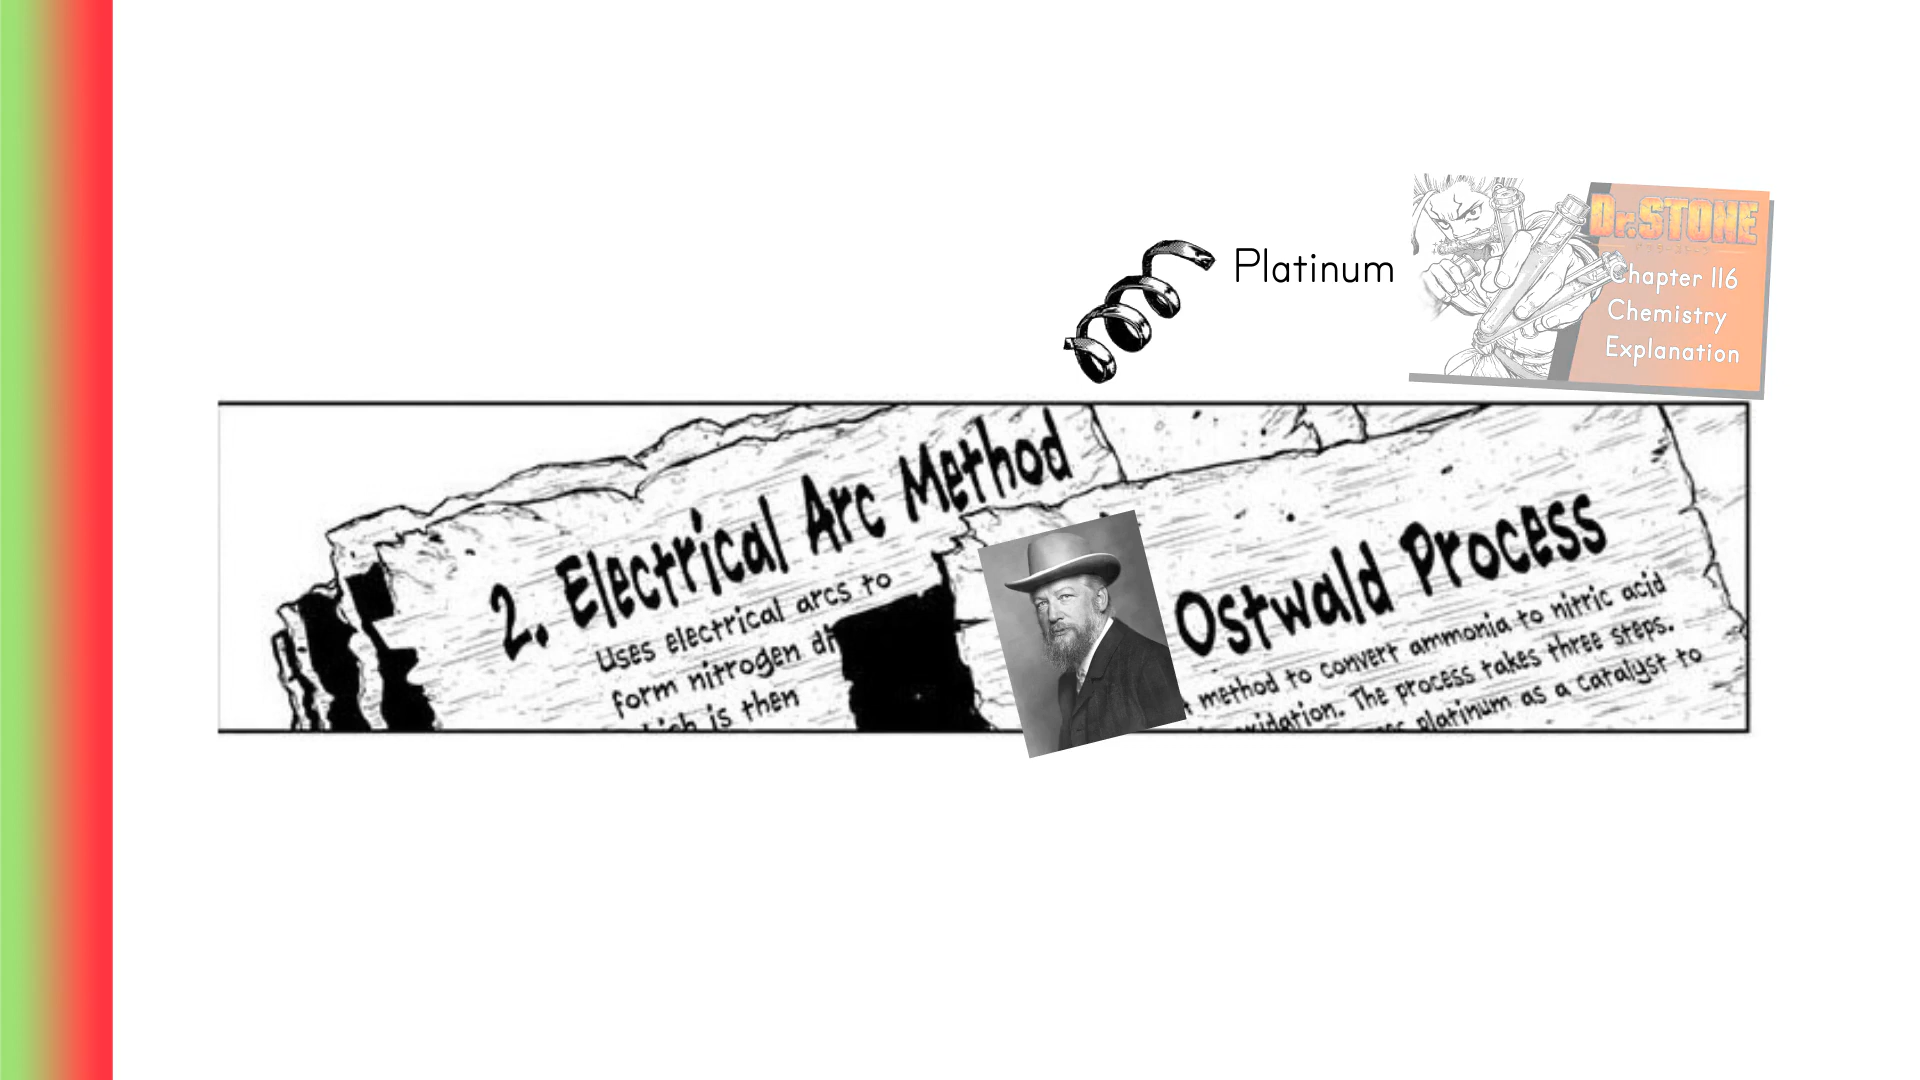 Platinum
Dr.STONE
Chapter 116
Chemistry
Explanation
2. Electrical Arc Method
Uses electrical arcs to
form nitrogen di
is then
Ostwald Process
method to convert ammonia to nitric acid
The process takes three steps.
platinum as a catalyst to